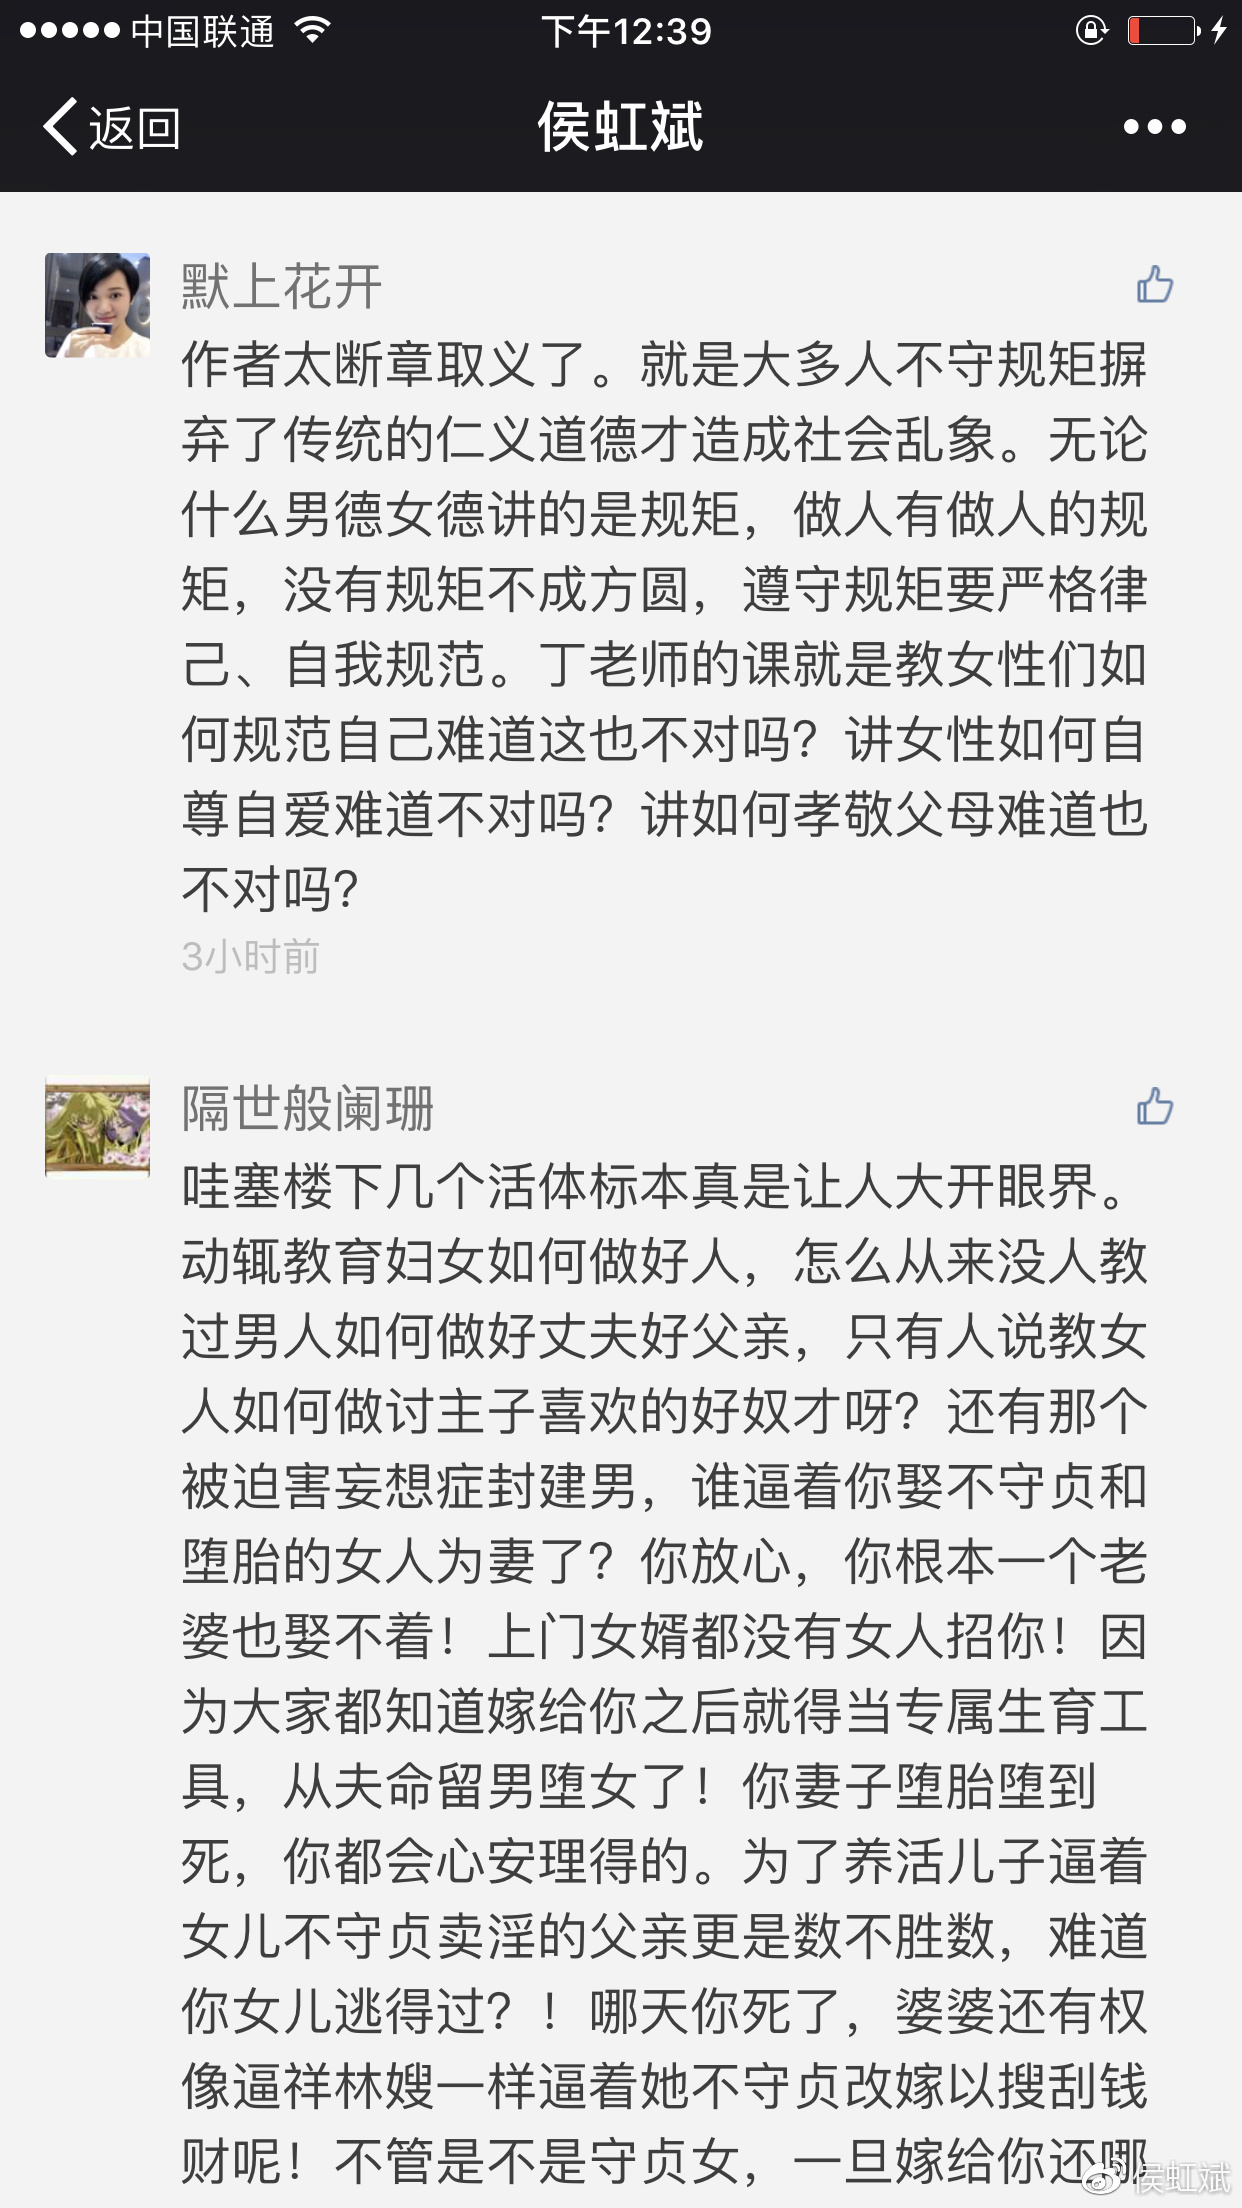 中国联通
下午12:39
返回
侯虹斌
默上花开
作者太断章取义了。就是大多人不守规矩摒
弃了传统的仁义道德才造成社会乱象。无论
什么男德女德讲的是规矩，做人有做人的规
矩，没有规矩不成方圆，遵守规矩要严格律
己、自我规范。丁老师的课就是教女性们如
何规范自己难道这也不对吗？讲女性如何自
尊自爱难道不对吗？讲如何孝敬父母难道也
不对吗？
3小时前
隔世般阑珊
哇塞楼下几个活体标本真是让人大开眼界。
动辄教育妇女如何做好人，怎么从来没人教
过男人如何做好丈夫好父亲，只有人说教女
人如何做讨主子喜欢的好奴才呀？还有那个
被迫害妄想症封建男，谁逼着你娶不守贞和
堕胎的女人为妻了？你放心，你根本一个老
婆也娶不着！上门女婿都没有女人招你！因
为大家都知道嫁给你之后就得当专属生育工
具，从夫命留男堕女了！你妻子堕胎堕到
死，你都会心安理得的。为了养活儿子逼着
女儿不守贞卖淫的父亲更是数不胜数，难道
你女儿逃得过？！哪天你死了，婆婆还有权
像逼祥林嫂一样逼着她不守贞改嫁以搜刮钱
财呢！不管是不是守贞女，一旦嫁给你还哪
侯虹斌